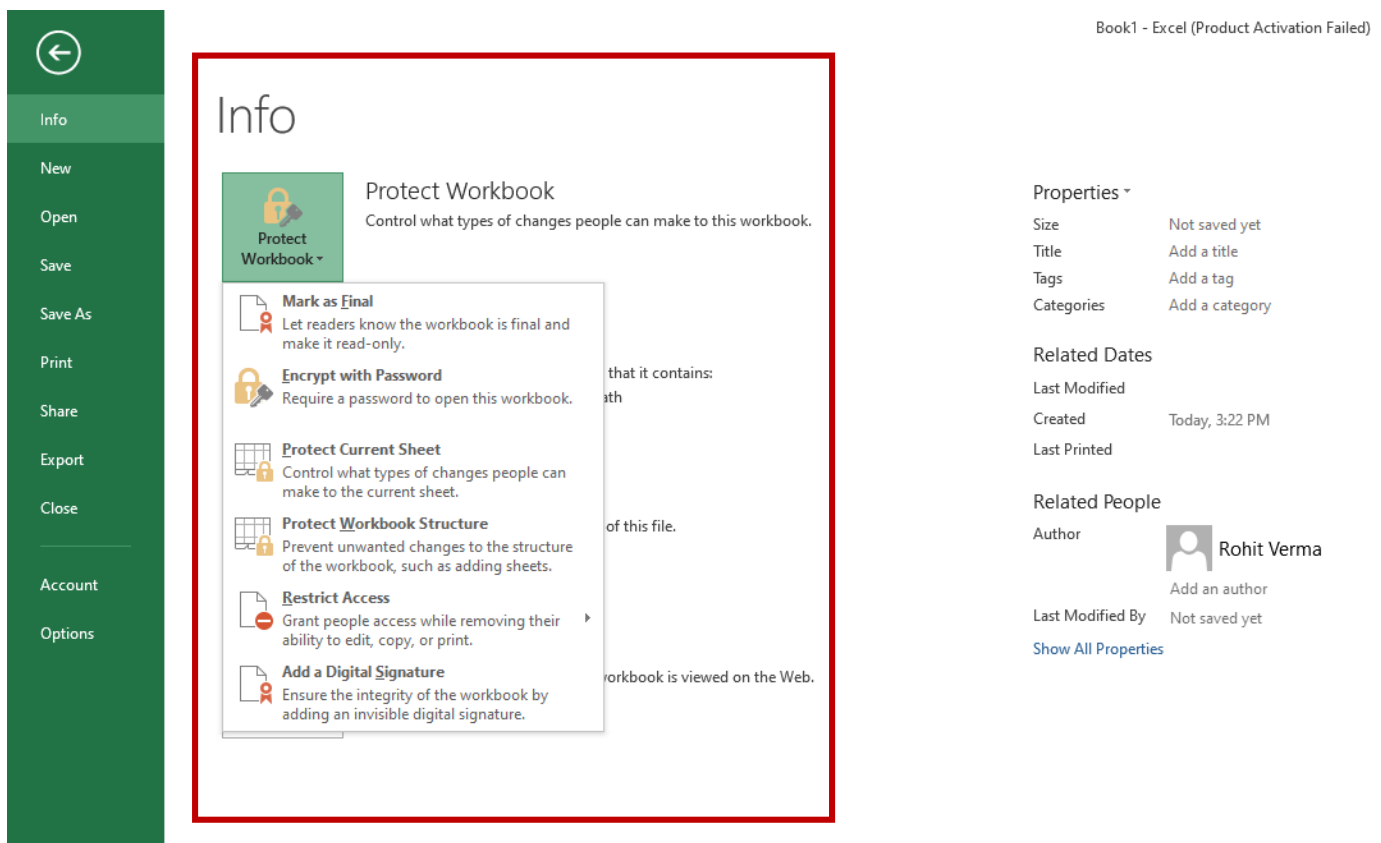 Book1 - Excel (Product Activation Failed)
Info
New
Open
Save
Save As
Print
Share
Export
Close
Account
Options
Info
Protect Workbook
Protect Workbook
Control what types of changes people can make to this workbook.
Mark as Final
Let readers know the workbook is final and
make it read-only.
Encrypt with Password
Require a password to open this workbook.
Protect Current Sheet
Control what types of changes people can
make to the current sheet.
Protect Workbook Structure
Prevent unwanted changes to the structure
of the workbook, such as adding sheets.
Restrict Access
Grant people access while removing their
ability to edit, copy, or print.
Add a Digital Signature
Ensure the integrity of the workbook by
adding an invisible digital signature.
that it contains:
of this file.
is viewed on the Web.
Properties
Size Not saved yet
Title Add a title
Tags Add a tag
Categories Add a category
Related Dates
Last Modified
Created Today, 3:22 PM
Last Printed
Related People
Author Rohit Verma
Add an author
Last Modified By Not saved yet
Show All Properties